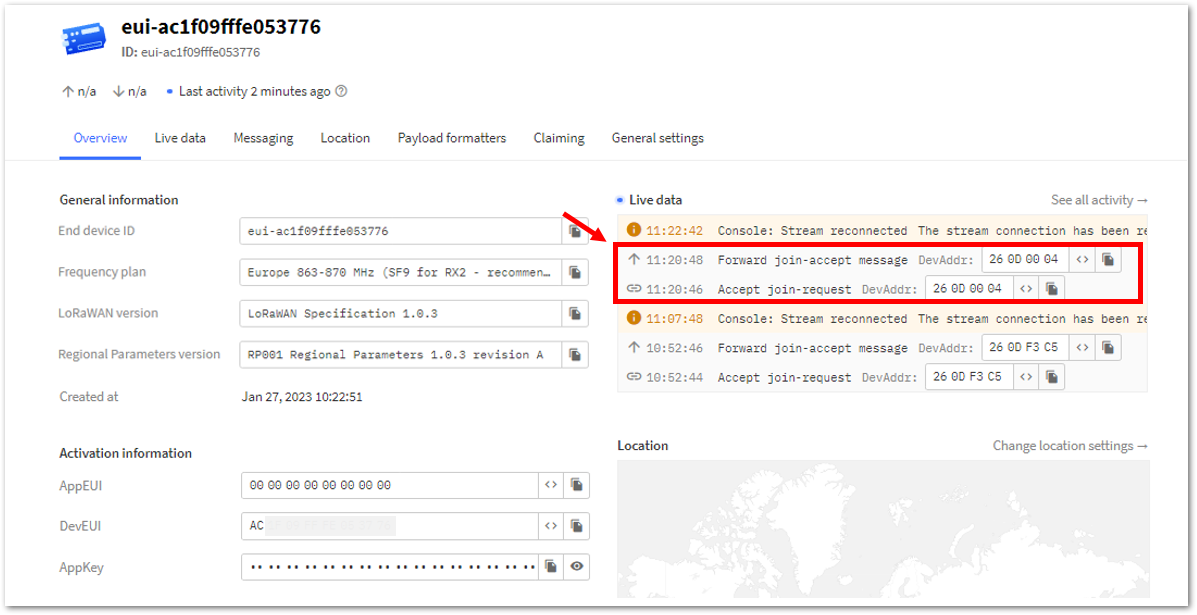 eui-ac1f09fffe053776
ID: eui-ac1f09fffe053776
n/a n/a Last activity 2 minutes ago
Overview Live data Messaging Location Payload formatters Claiming General settings
General information
End device ID eui-ac1f09fffe053776
Frequency plan Europe 863-870 MHz (SF9 for RX2 - recommen…
LoRaWAN version LoRaWAN Specification 1.0.3
Regional Parameters version RP001 Regional Parameters 1.0.3 revision A
Created at Jan 27, 2023 10:22:51
Activation information
AppEUI 00 00 00 00 00 00 00 00
DevEUI AC
AppKey
Live data See all activity →
11:22:42 Console: Stream reconnected The stream connection has been re
11:20:48 Forward join-accept message DevAddr: 26 0D 00 04
11:20:46 Accept join-request DevAddr: 26 0D 00 04
11:07:48 Console: Stream reconnected The stream connection has been re
10:52:46 Forward join-accept message DevAddr: 26 0D F3 C5
10:52:44 Accept join-request DevAddr: 26 0D F3 C5
Location Change location settings →